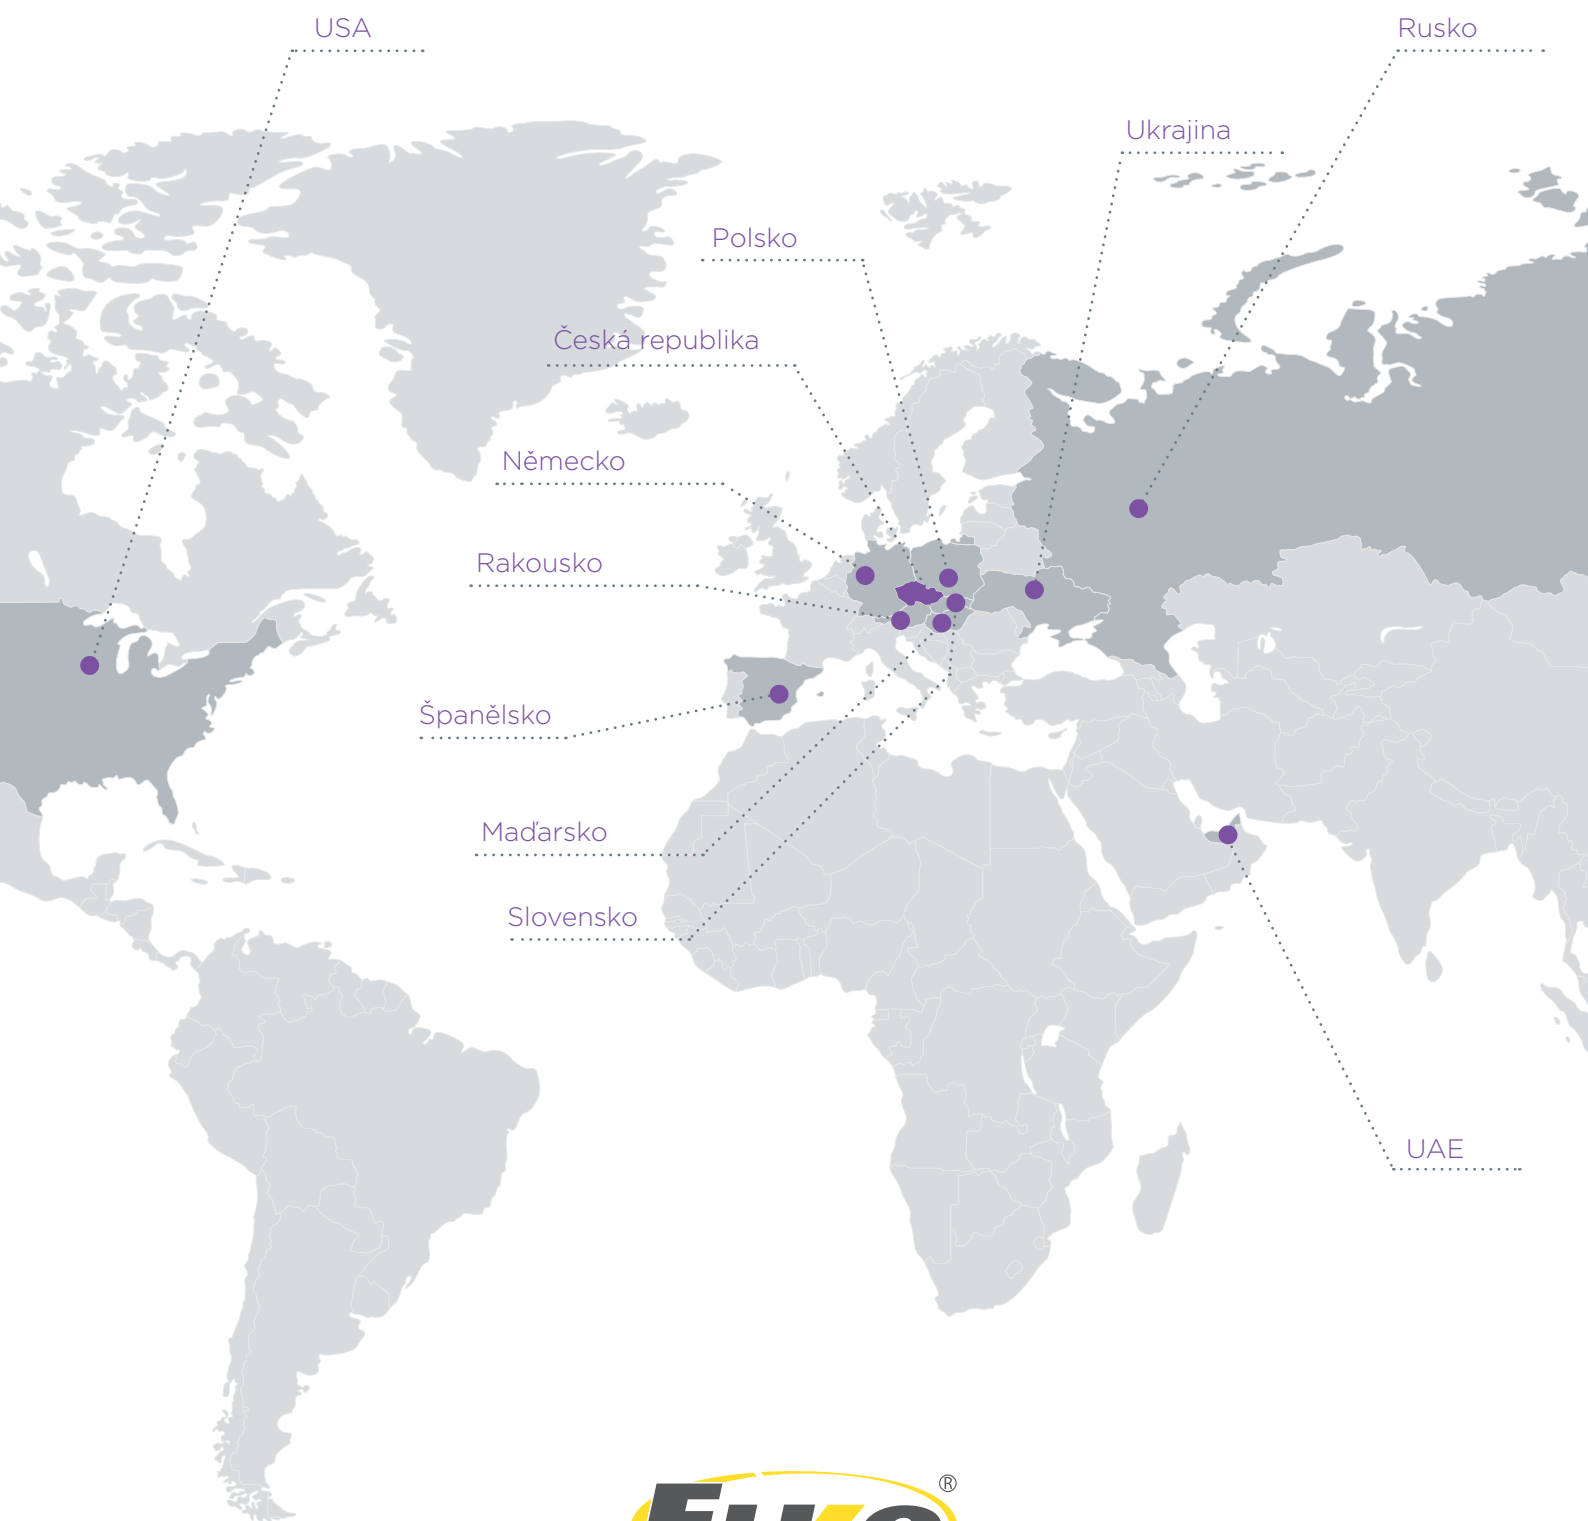 USA
Rusko
Ukrajina
Polsko
Česká republika
Německo
Rakousko
Španělsko
Maďarsko
Slovensko
UAE
®